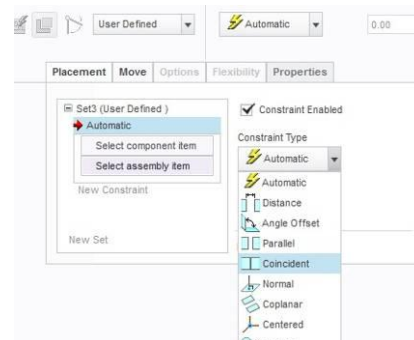 User Defined Automatic 0.00
Placement Move Options Flexibility Properties
Set3 (User Defined )
Automatic
Select component item
Select assembly item
New Constraint
New Set
Constraint Enabled
Constraint Type
Automatic
Automatic
Distance
Angle Offset
Parallel
Coincident
Normal
Coplanar
Centered